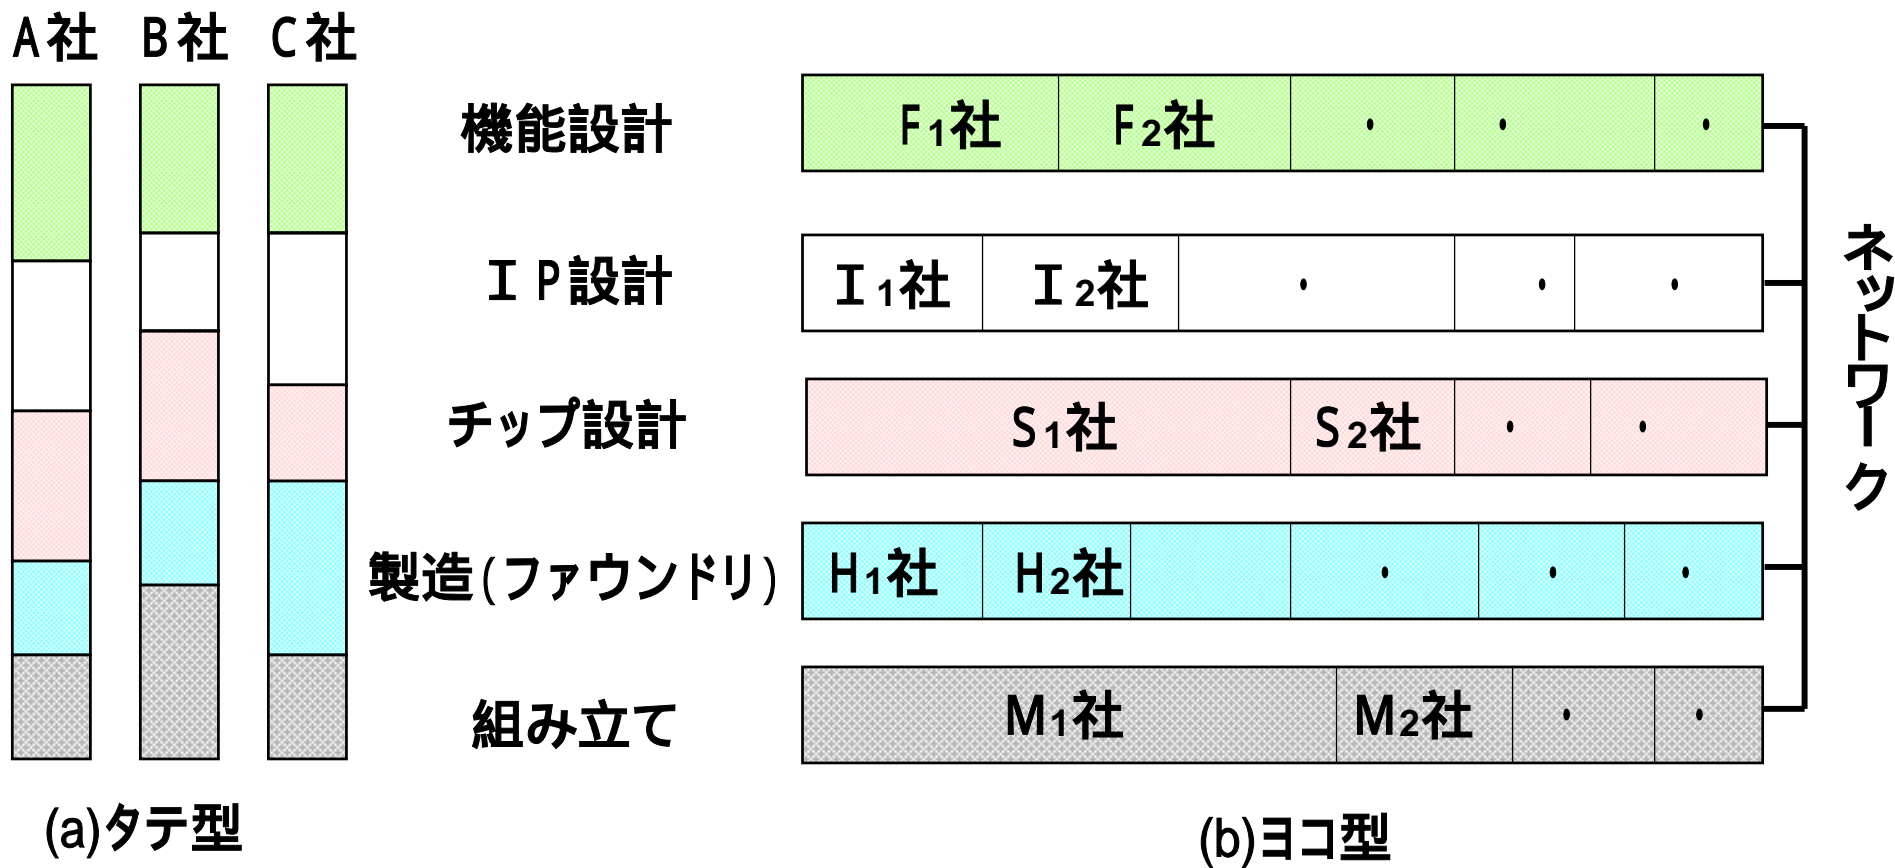 A社 B社 C社
機能設計
F1社 F2社 ・ ・ ・
IP設計
I1社 I2社 ・ ・ ・
チップ設計
S1社 S2社 ・ ・
製造(ファウンドリ)
H1社 H2社 ・ ・ ・
組み立て
M1社 M2社 ・ ・
ネットワーク
(a)タテ型
(b)ヨコ型